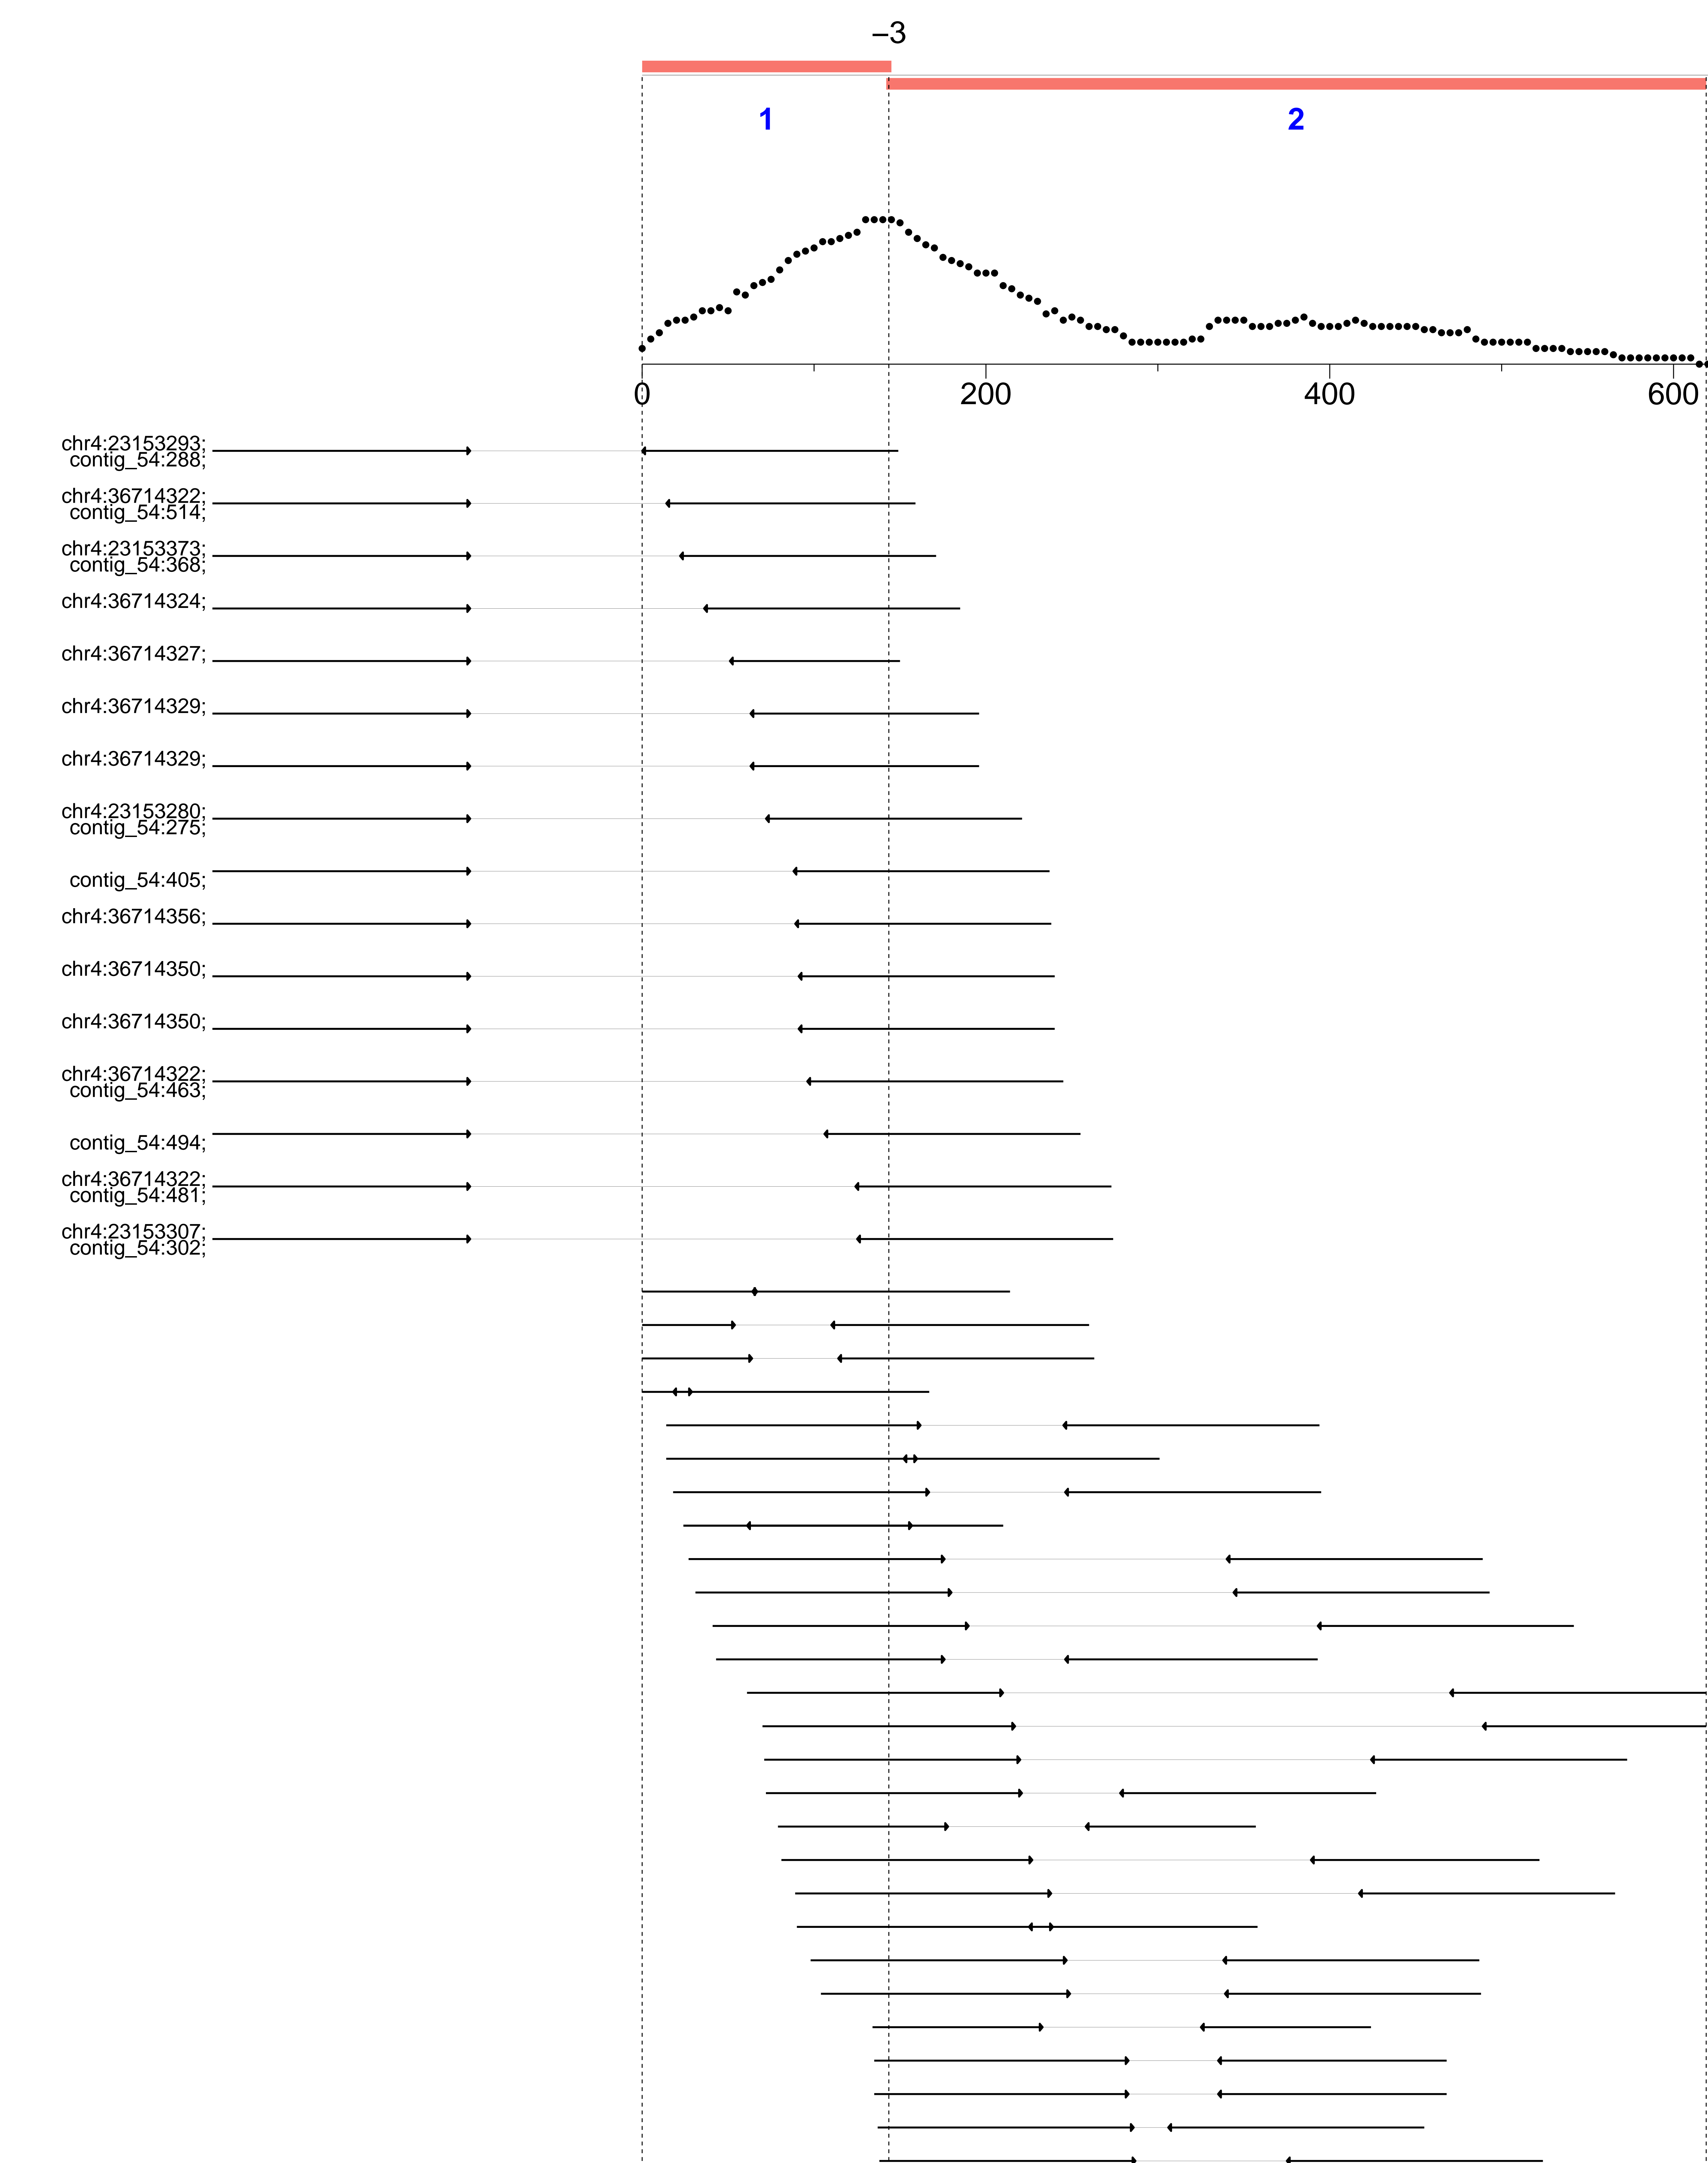 −3
1 2
0 200 400 600
chr4:23153293;
contig_54:288;
chr4:36714322;
contig_54:514;
chr4:23153373;
contig_54:368;
chr4:36714324;
chr4:36714327;
chr4:36714329;
chr4:36714329;
chr4:23153280;
contig_54:275;
contig_54:405;
chr4:36714356;
chr4:36714350;
chr4:36714350;
chr4:36714322;
contig_54:463;
contig_54:494;
chr4:36714322;
contig_54:481;
chr4:23153307;
contig_54:302;